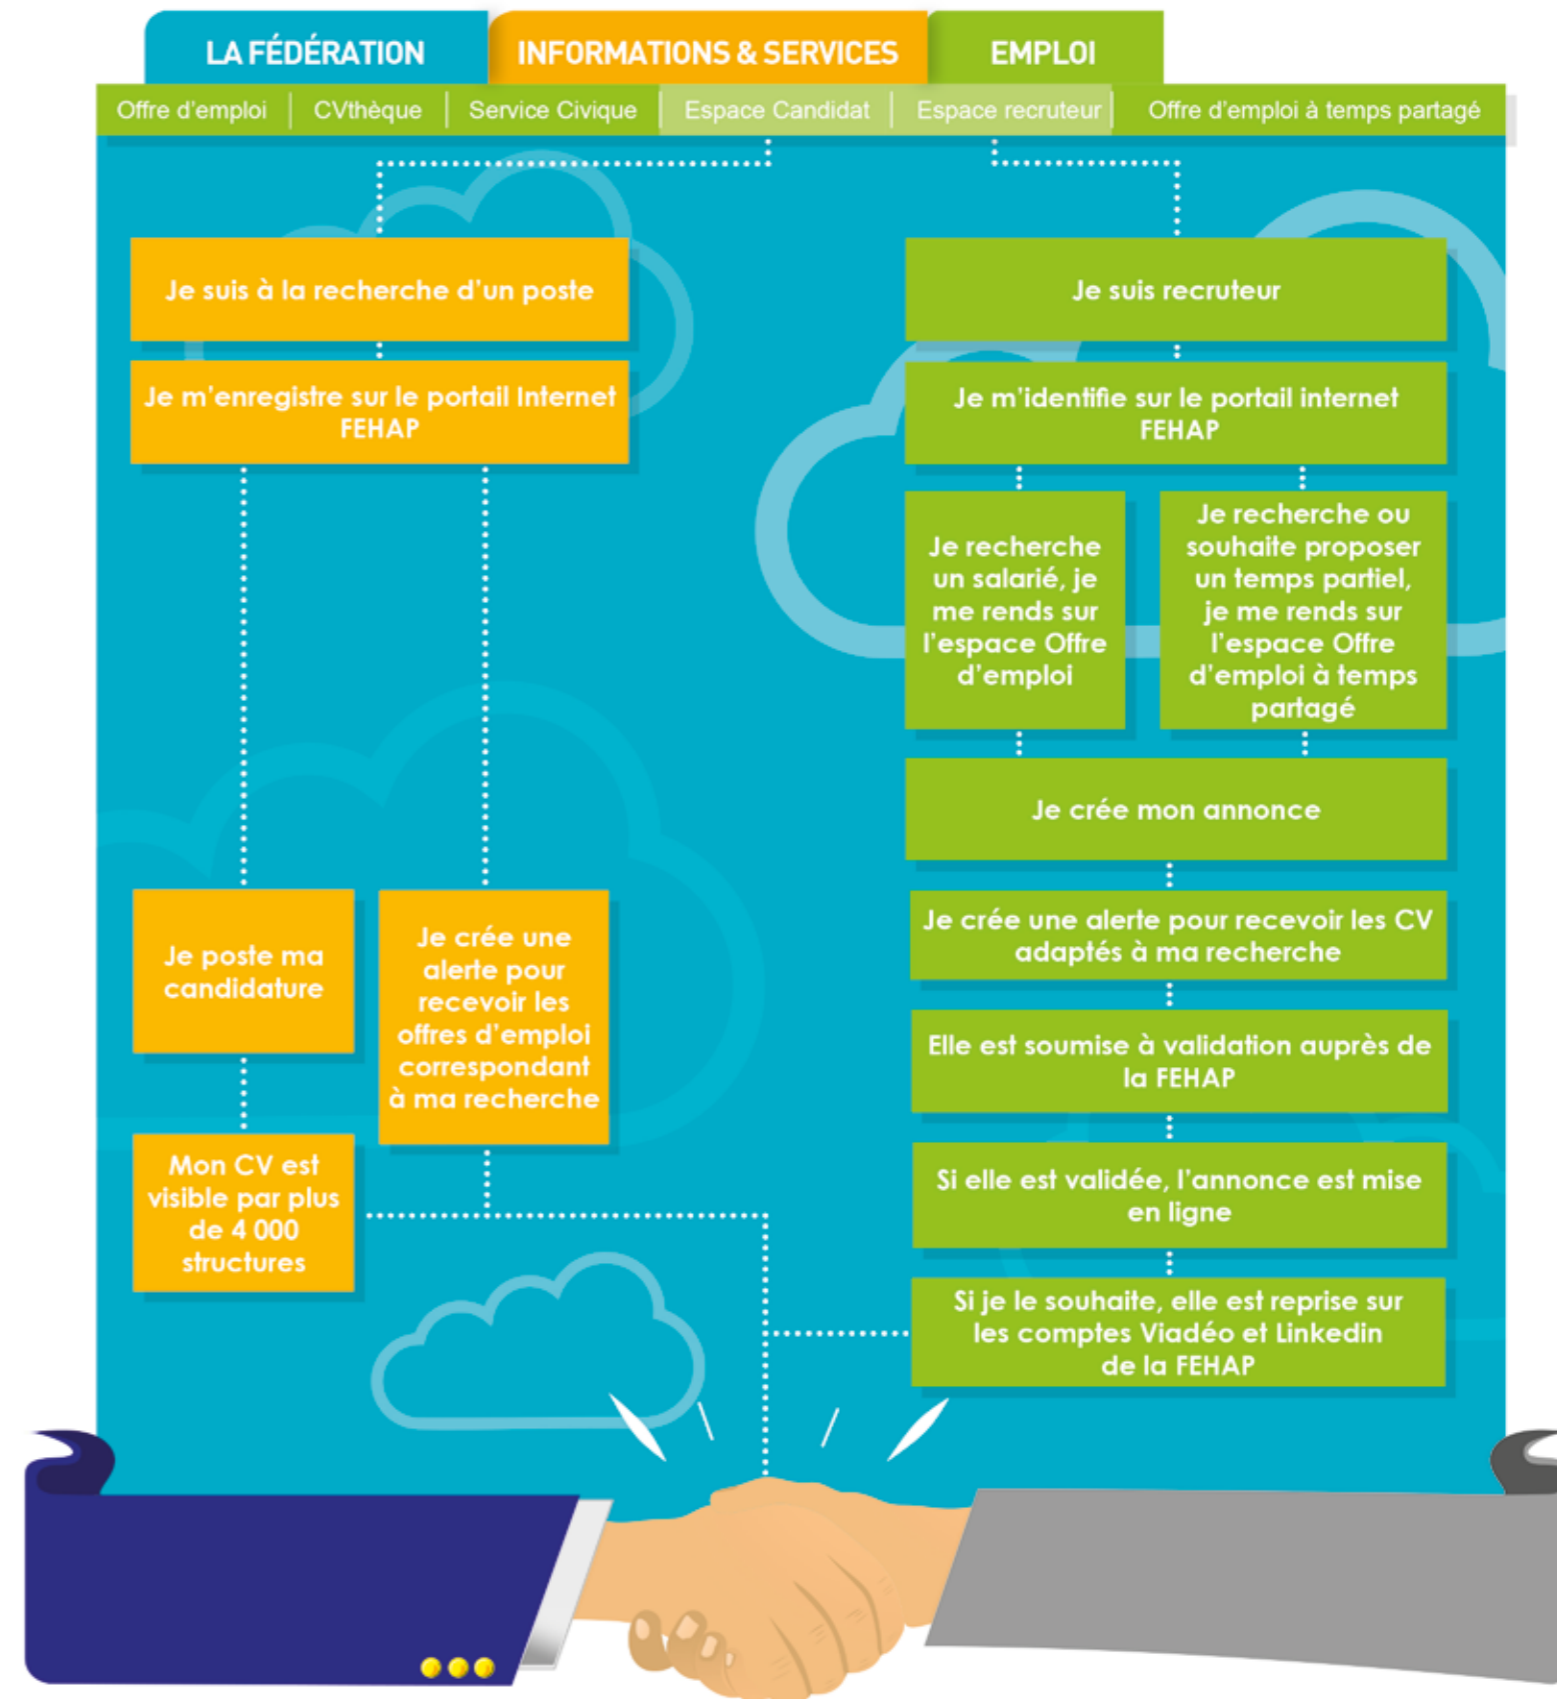 LA FÉDÉRATION
INFORMATIONS & SERVICES
EMPLOI
Offre d'emploi
CVthèque
Service Civique
Espace Candidat
Espace recruteur
Offre d'emploi à temps partagé
Je suis à la recherche d'un poste
Je m'enregistre sur le portail Internet
FEHAP
Je poste ma
candidature
Mon CV est
visible par plus
de 4 000
structures
Je crée une
alerte pour
recevoir les
offres d'emploi
correspondant
à ma recherche
Je suis recruteur
Je m'identifie sur le portail internet
FEHAP
Je recherche
un salarié, je
me rends sur
l'espace Offre
d'emploi
Je recherche ou
souhaite proposer
un temps partiel,
je me rends sur
l'espace Offre
d'emploi à temps
partagé
Je crée mon annonce
Je crée une alerte pour recevoir les CV
adaptés à ma recherche
Elle est soumise à validation auprès de
la FEHAP
Si elle est validée, l'annonce est mise
en ligne
Si je le souhaite, elle est reprise sur
les comptes Viadéo et Linkedin
de la FEHAP